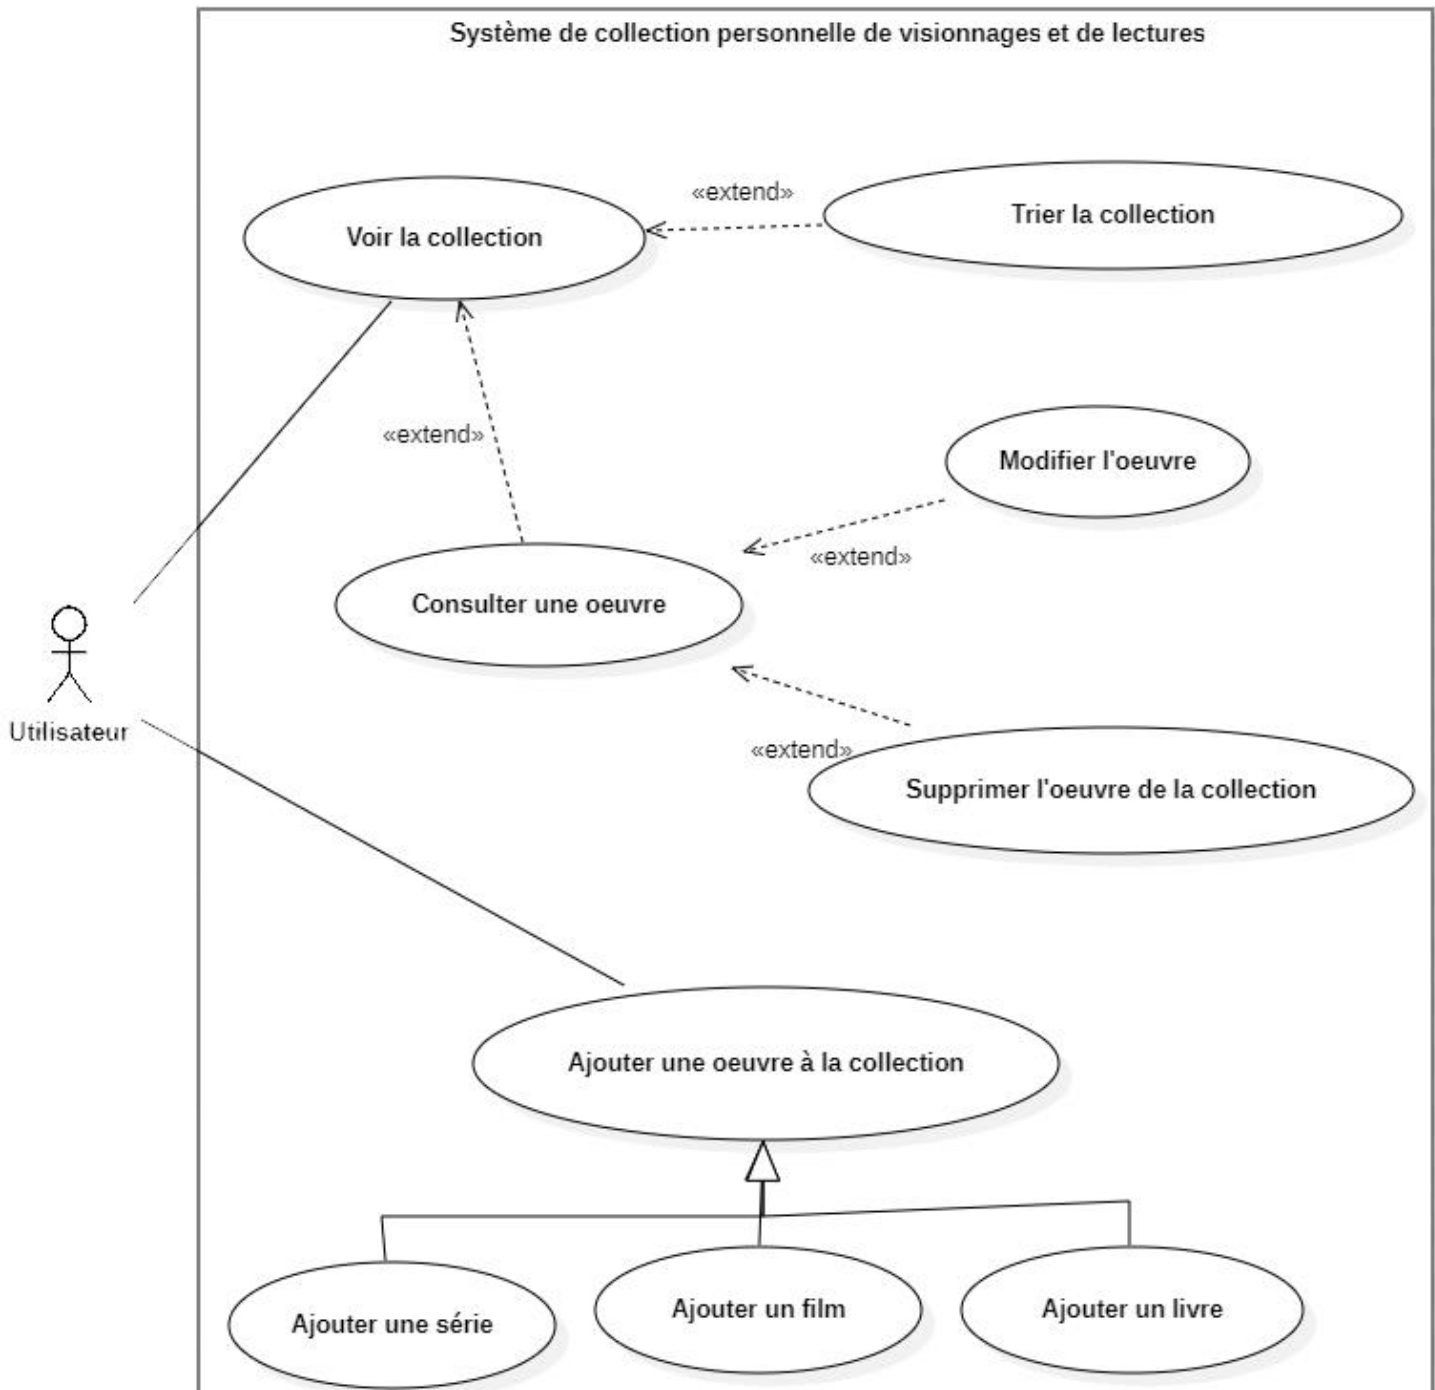 Système de collection personnelle de visionnages et de lectures
«extend»
Trier la collection
Voir la collection
«extend»
Modifier l'oeuvre
«extend»
Consulter une oeuvre
Utilisateur
«extend»
Supprimer l'oeuvre de la collection
Ajouter une oeuvre à la collection
Ajouter une série
Ajouter un film
Ajouter un livre